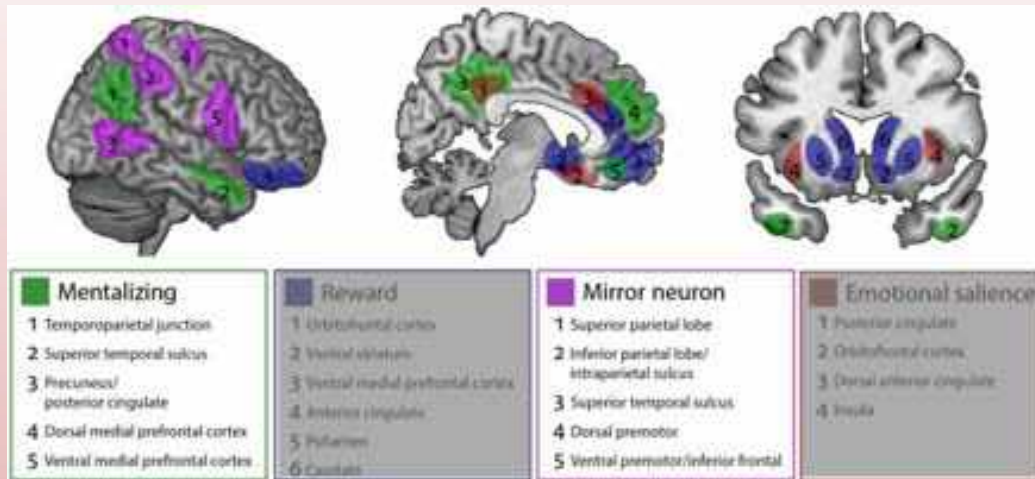 Mentalizing
1 Temporoparietal junction
2 Superior temporal sulcus
3 Precuneus/
posterior cingulate
4 Dorsal medial prefrontal cortex
5 Ventral medial prefrontal cortex
Reward
1 Orbitofrontal cortex
2 Ventral striatum
3 Ventral medial prefrontal cortex
4 Anterior cingulate
5 Putamen
6 Caudate
Mirror neuron
1 Superior parietal lobe
2 Inferior parietal lobe/
intraparietal sulcus
3 Superior temporal sulcus
4 Dorsal premotor
5 Ventral premotor/inferior frontal
Emotional salience
1 Posterior cingulate
2 Orbitofrontal cortex
3 Dorsal anterior cingulate
4 Insula